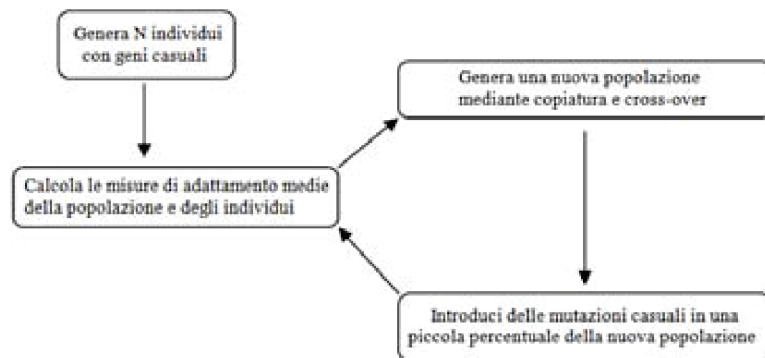 Genera N individui
con geni casuali
Genera una nuova popolazione
mediante copiatura e cross-over
Calcola le misure di adattamento medie
della popolazione e degli individui
Introduci delle mutazioni casuali in una
piccola percentuale della nuova popolazione